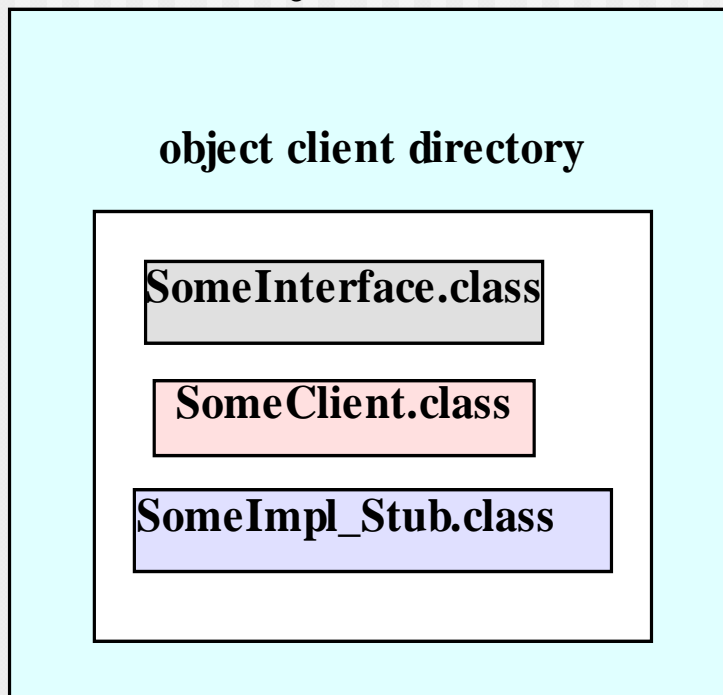 object client directory
SomeInterface.class
SomeClient.class
SomeImpl_Stub.class